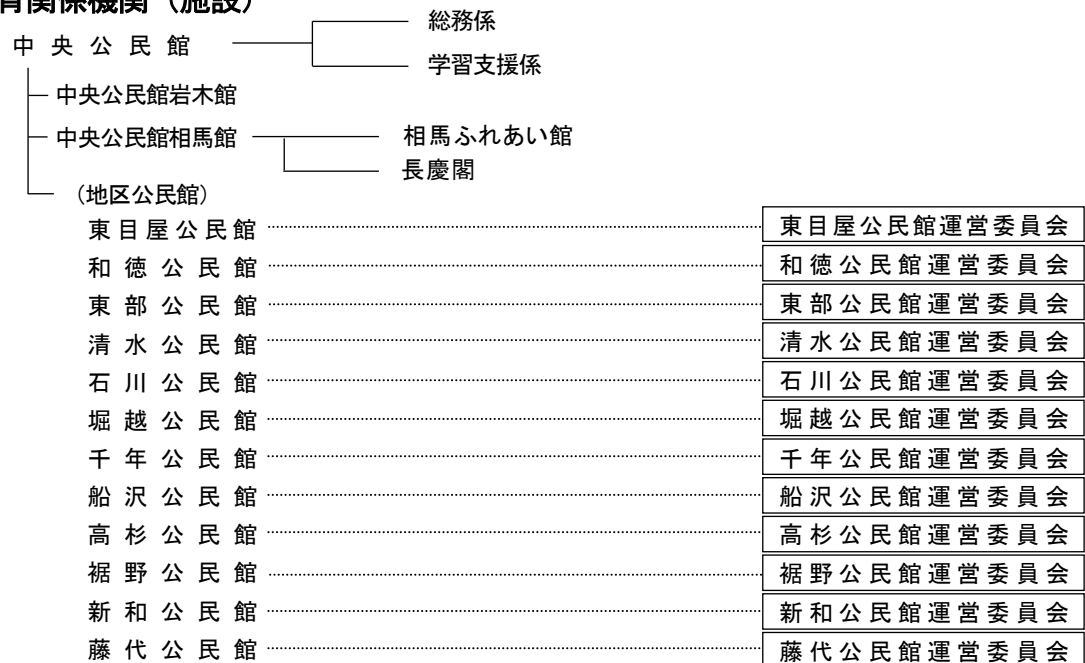 育関係機関（施設）
総務係
中央公民館
学習支援係
中央公民館岩木館
中央公民館相馬館 相馬ふれあい館
長慶閣
（地区公民館）
東目屋公民館 東目屋公民館運営委員会
和徳公民館 和徳公民館運営委員会
東部公民館 東部公民館運営委員会
清水公民館 清水公民館運営委員会
石川公民館 石川公民館運営委員会
堀越公民館 堀越公民館運営委員会
千年公民館 千年公民館運営委員会
船沢公民館 船沢公民館運営委員会
高杉公民館 高杉公民館運営委員会
裾野公民館 裾野公民館運営委員会
新和公民館 新和公民館運営委員会
藤代公民館 藤代公民館運営委員会